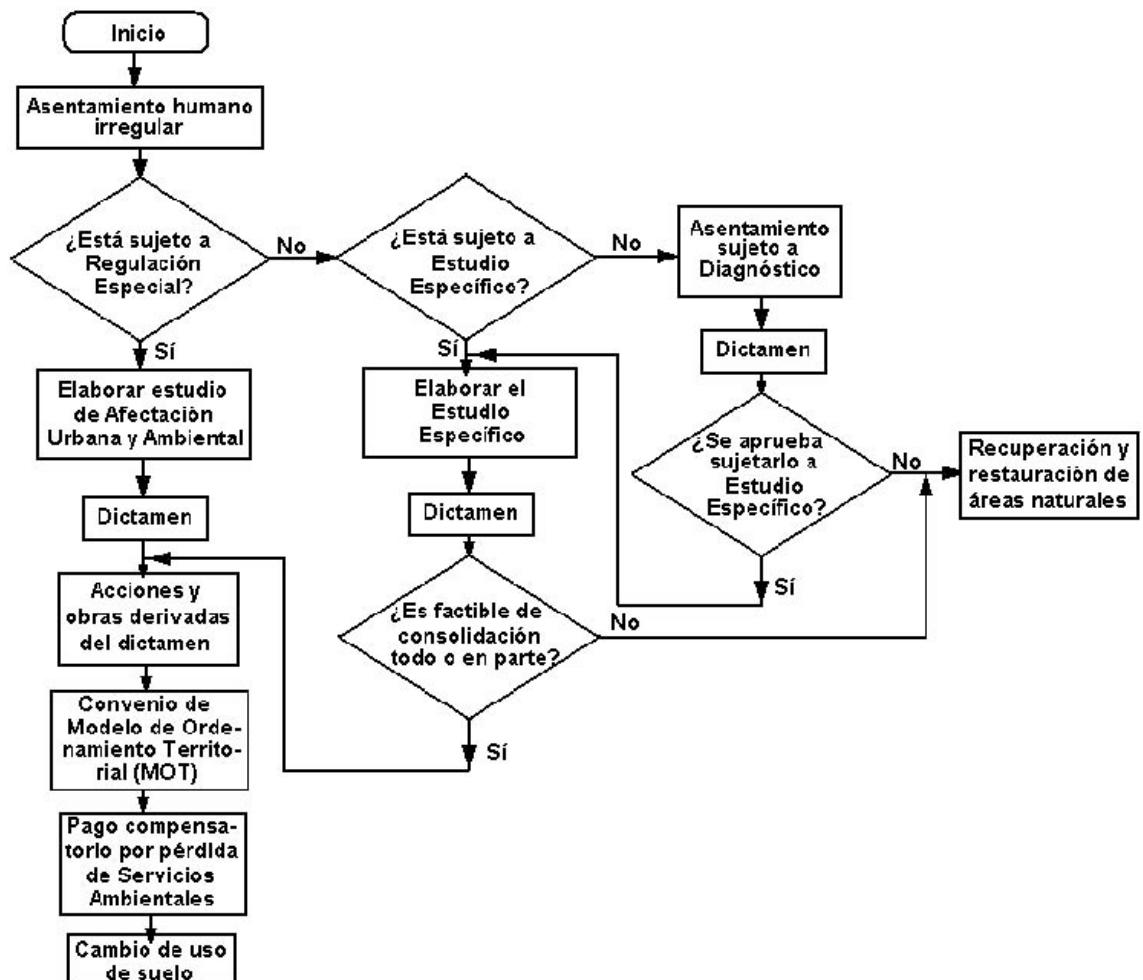 Inicio
Asentamiento humano
irregular
¿Está sujeto a
Regulación
Especial?
No
Sí
¿Está sujeto a
Estudio
Específico?
No
Sí
Asentamiento
sujeto a
Diagnóstico
Dictamen
¿Se aprueba
sujetarlo a
Estudio
Específico?
No
Sí
Recuperación y
restauración de
áreas naturales
Elaborar estudio
de Afectación
Urbana y Ambiental
Dictamen
Elaborar el
Estudio
Específico
Dictamen
¿Es factible de
consolidación
todo o en parte?
No
Sí
Acciones y
obras derivadas
del dictamen
Convenio de
Modelo de Orde-
namiento Territo-
rial (MOT)
Pago compensa-
torio por pérdida
de Servicios
Ambientales
Cambio de uso
de suelo